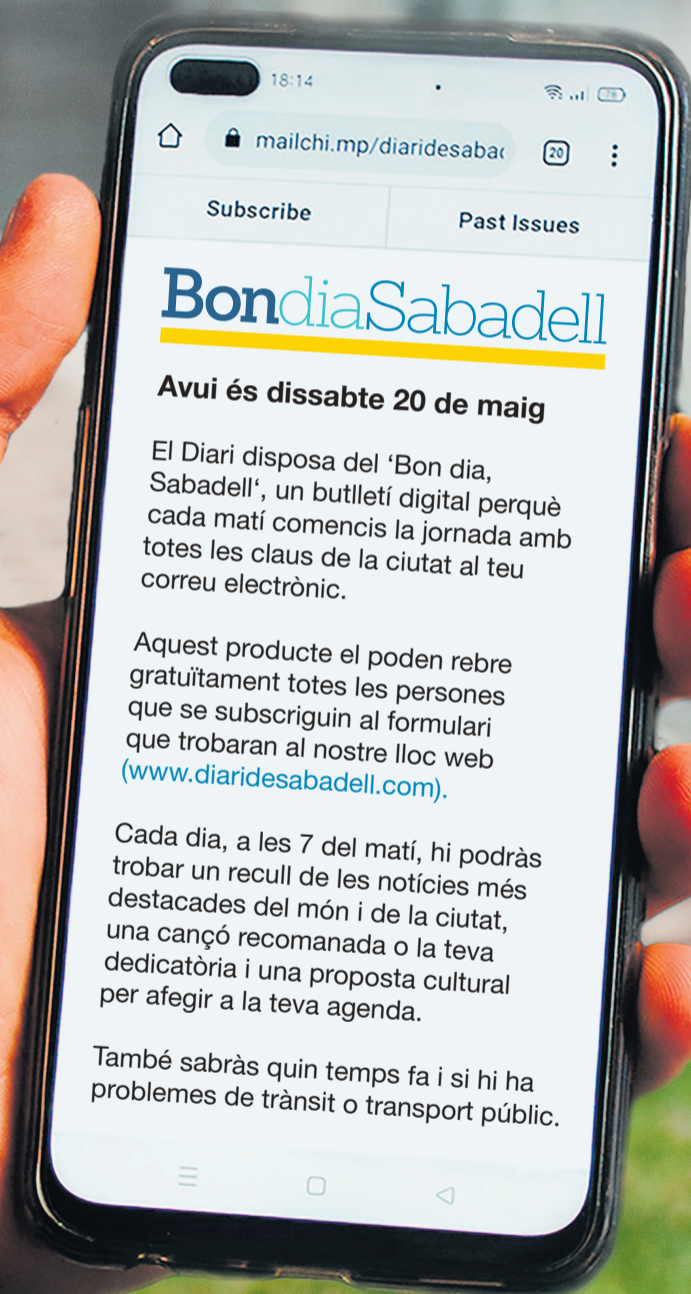 18:14
78
mailchi.mp/diaridesabac
20
Subscribe
Past Issues
BondiaSabadell
Avui és dissabte 20 de maig
El Diari disposa del ‘Bon dia,
Sabadell‘, un butlletí digital perquè
cada matí comencis la jornada amb
totes les claus de la ciutat al teu
correu electrònic.
Aquest producte el poden rebre
gratuïtament totes les persones
que se subscriguin al formulari
que trobaran al nostre lloc web
(www.diaridesabadell.com).
Cada dia, a les 7 del matí, hi podràs
trobar un recull de les notícies més
destacades del món i de la ciutat,
una cançó recomanada o la teva
dedicatòria i una proposta cultural
per afegir a la teva agenda.
També sabràs quin temps fa i si hi ha
problemes de trànsit o transport públic.